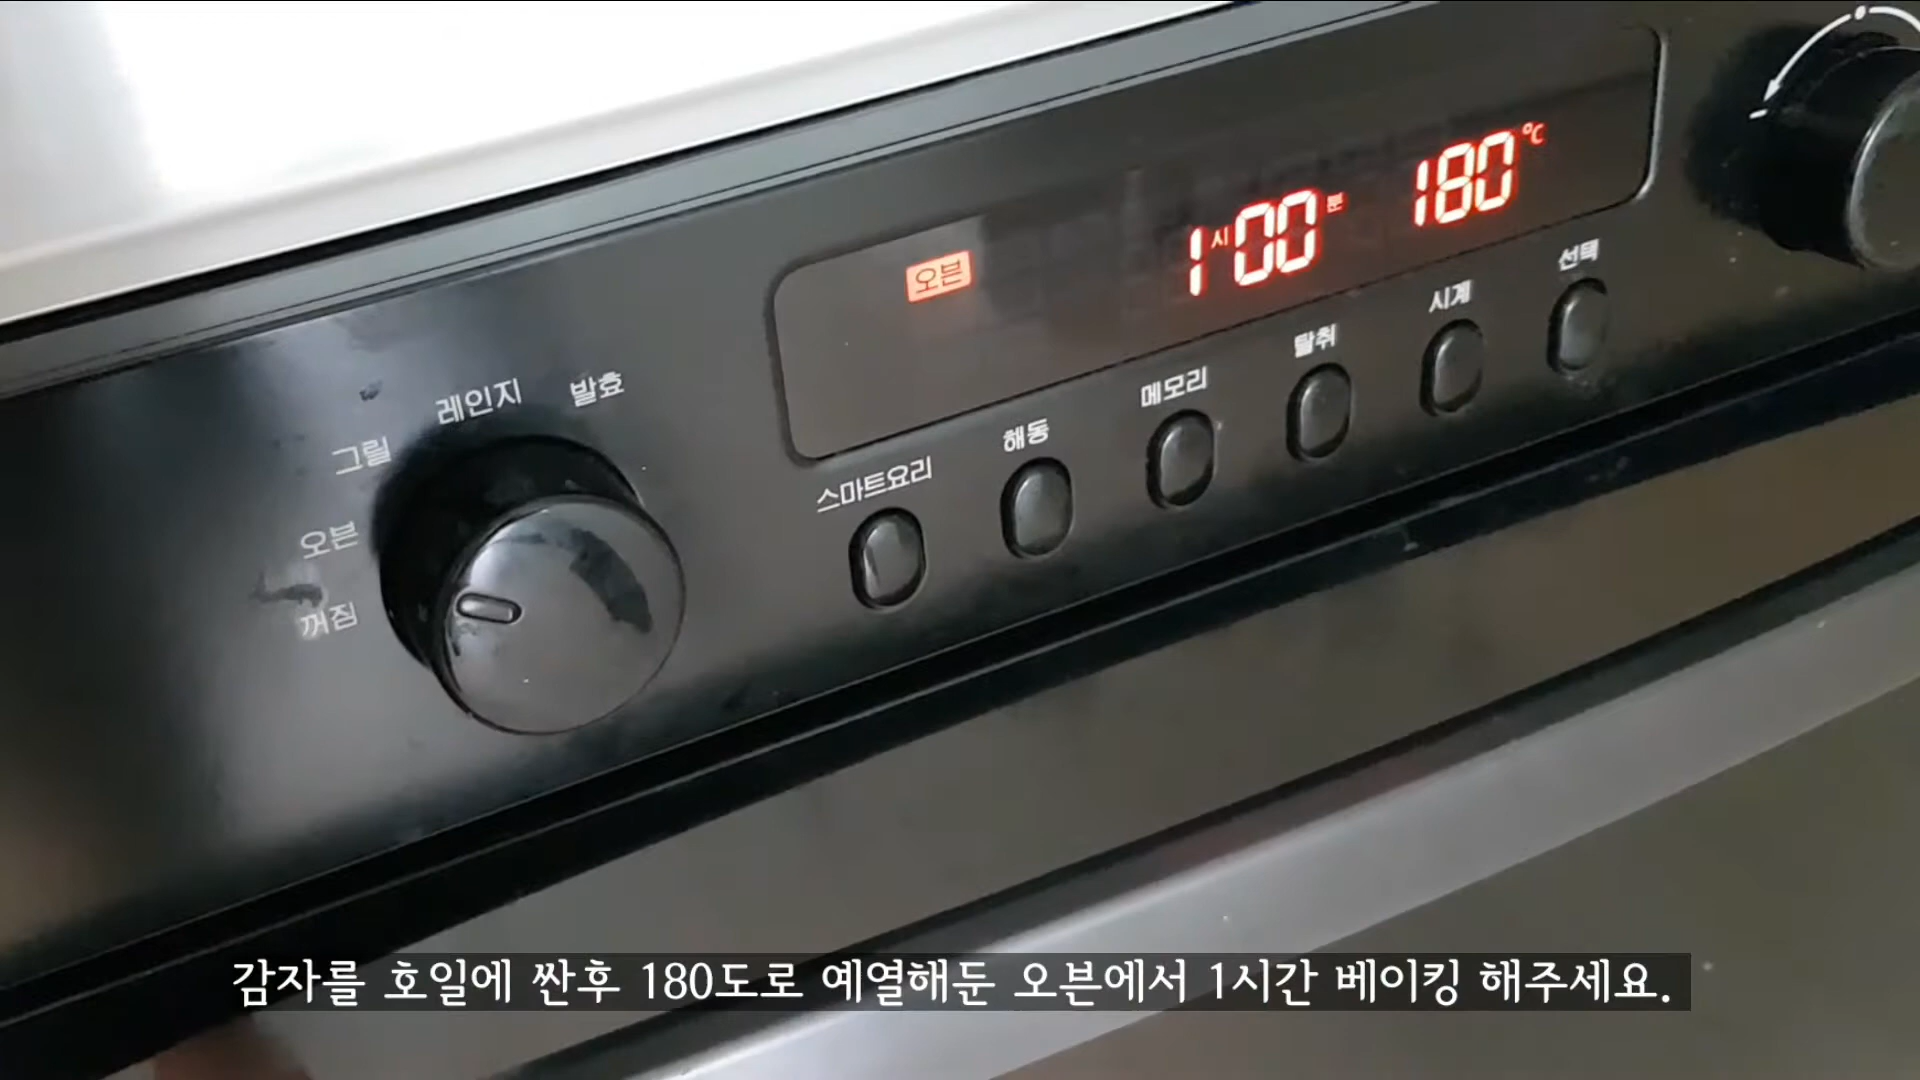 오븐
1시00분 180℃
발효
레인지
그릴
오븐
꺼짐
스마트요리 해동 메모리 탈취 시계 선택
감자를 호일에 싼후 180도로 예열해둔 오븐에서 1시간 베이킹 해주세요.